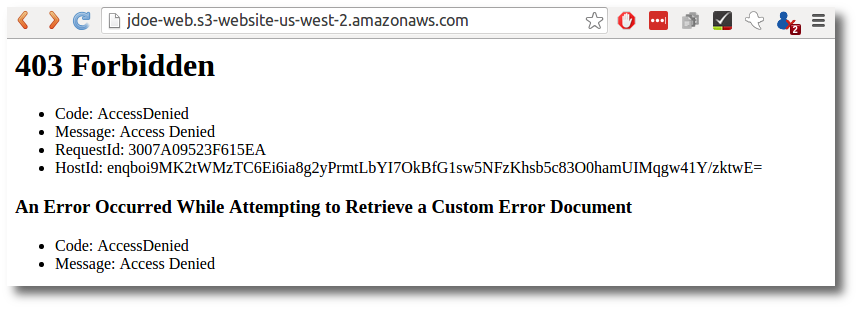 jdoe-web.s3-website-us-west-2.amazonaws.com
2
403 Forbidden
Code: AccessDenied
Message: Access Denied
RequestId: 3007A09523F615EA
HostId: enqboi9MK2tWMzTC6Ei6ia8g2yPrmtLbYI7OkBfG1sw5NFzKhsb5c83O0hamUIMqgw41Y/zktwE=
An Error Occurred While Attempting to Retrieve a Custom Error Document
Code: AccessDenied
Message: Access Denied